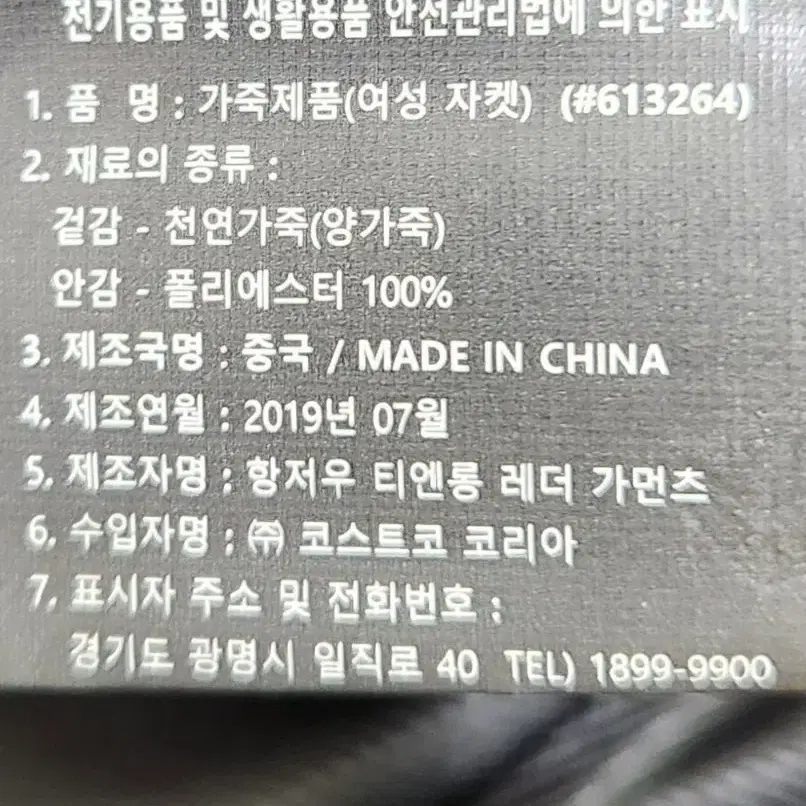 전기용품 및 생활용품 안전관리법에 의한 표시
1. 품 명 : 가죽제품(여성 자켓) (#613264)
2. 재료의 종류 :
겉감 - 천연가죽(양가죽)
안감 - 폴리에스터 100%
3. 제조국명 : 중국 / MADE IN CHINA
4. 제조연월 : 2019년 07월
5. 제조자명 : 항저우 티엔롱 레더 가먼츠
6. 수입자명 : ㈜ 코스트코 코리아
7. 표시자 주소 및 전화번호 :
경기도 광명시 일직로 40 TEL) 1899-9900